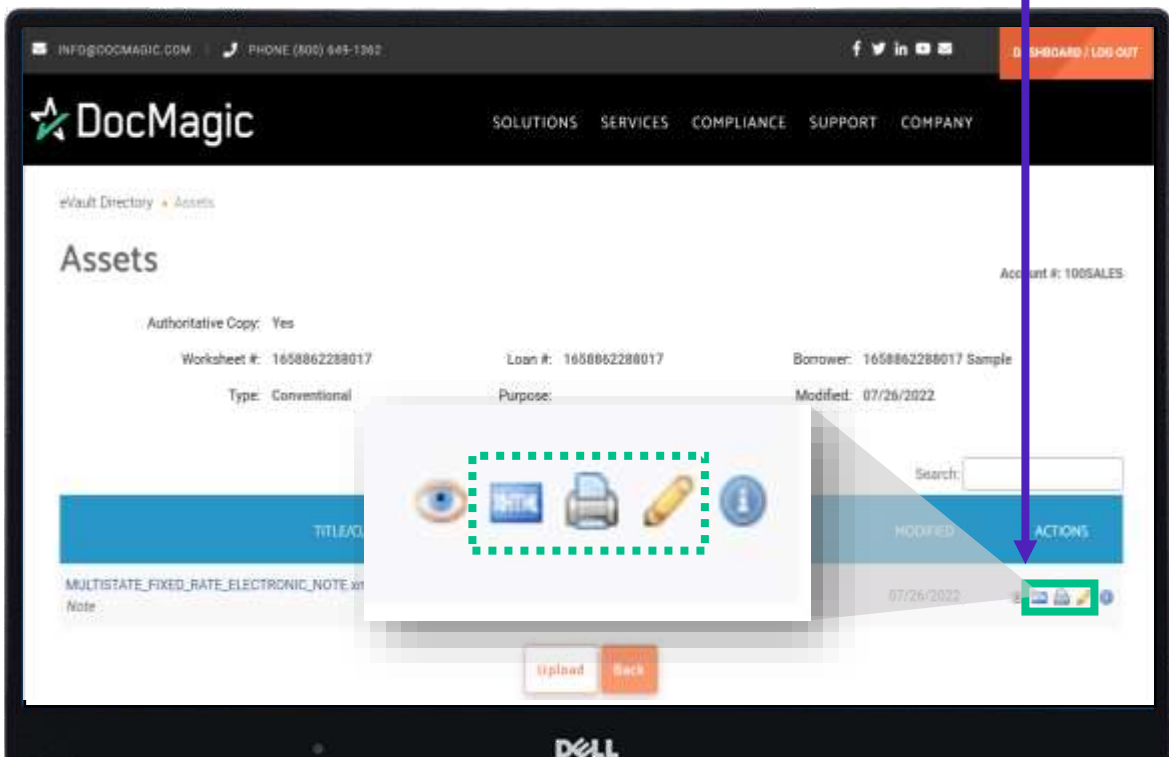 INFO@DOCMAGIC.COM PHONE (800) 649-1362 DASHBOARD / LOG OUT
DocMagic SOLUTIONS SERVICES COMPLIANCE SUPPORT COMPANY
eVault Directory Assets
Assets
Account #: 100SALES
Authoritative Copy: Yes
Worksheet #: 1658862288017 Loan #: 1658862288017 Borrower: 1658862288017 Sample
Type: Conventional Purpose: Modified: 07/26/2022
Search:
MODIFIED ACTIONS
MULTISTATE_FIXED_RATE_ELECTRONIC_NOTE 07/26/2022
Note
Upload Back
DELL